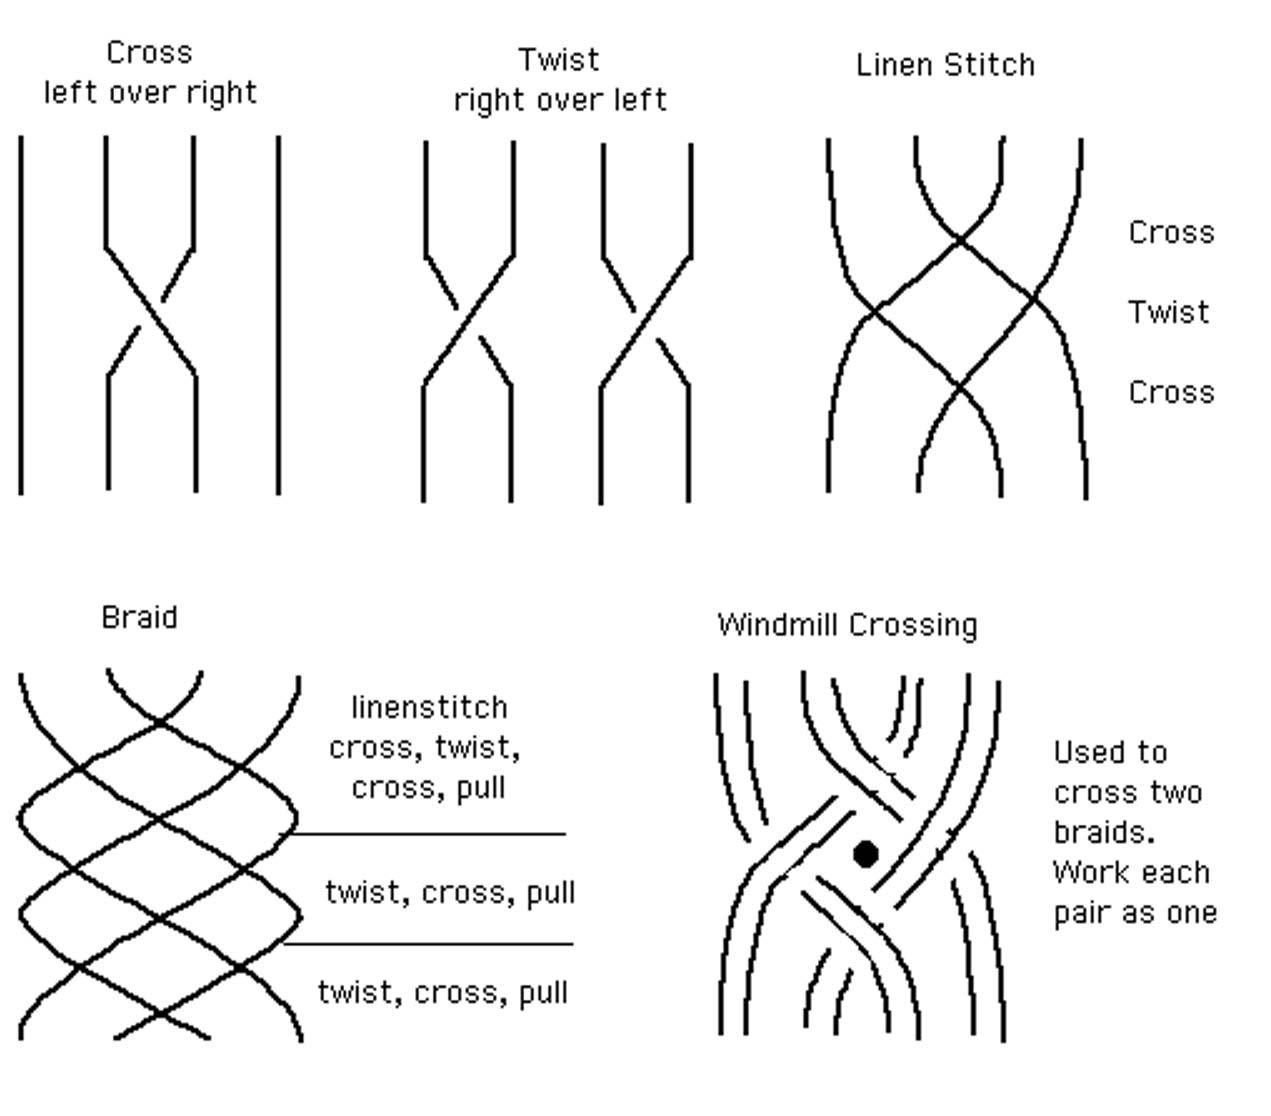 Cross
left over right
Twist
right over left
Linen Stitch
Cross
Twist
Cross
Braid
linenstitch
cross, twist,
cross, pull
twist, cross, pull
twist, cross, pull
Windmill Crossing
Used to
cross two
braids.
Work each
pair as one